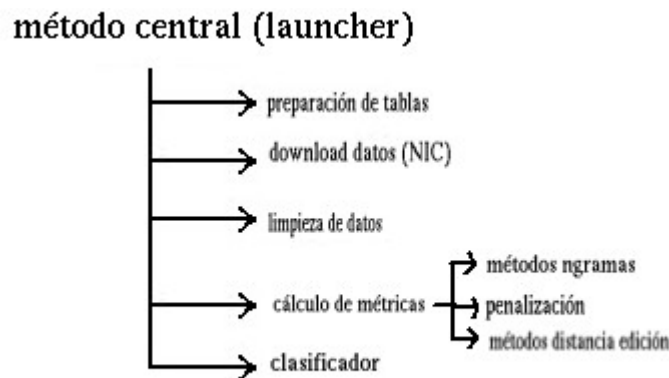 método central (launcher)
preparación de tablas
download datos (NIC)
limpieza de datos
cálculo de métricas
métodos ngramas
penalización
métodos distancia edición
clasificador